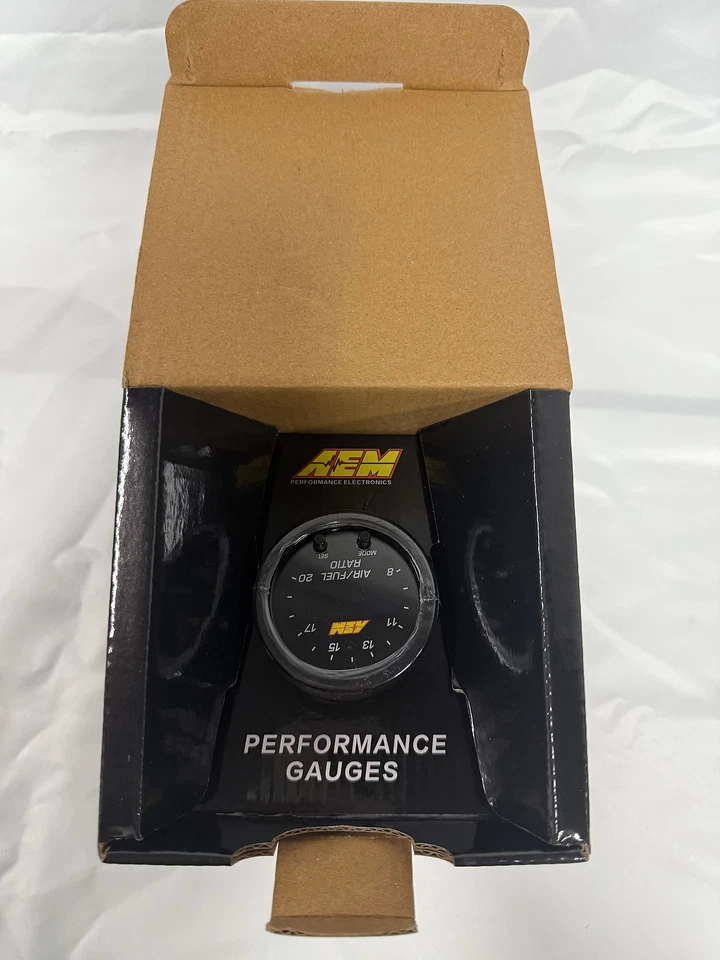 AEM
PERFORMANCE ELECTRONICS
SEL
MODE
AIR/FUEL
RATIO
8
11
13
15
17
20
AEM
PERFORMANCE
GAUGES